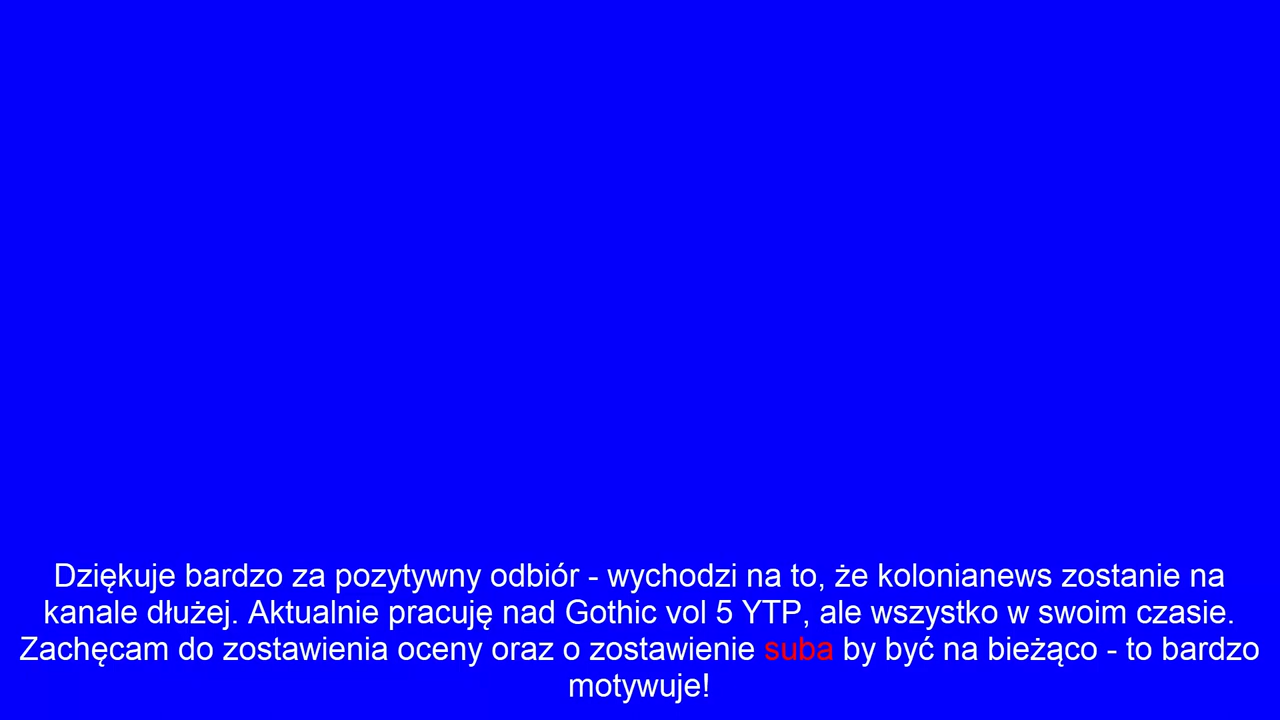 Dziękuje bardzo za pozytywny odbiór - wychodzi na to, że kolonianews zostanie na
kanale dłużej. Aktualnie pracuję nad Gothic vol 5 YTP, ale wszystko w swoim czasie.
Zachęcam do zostawienia oceny oraz o zostawienie suba by być na bieżąco - to bardzo
motywuje!